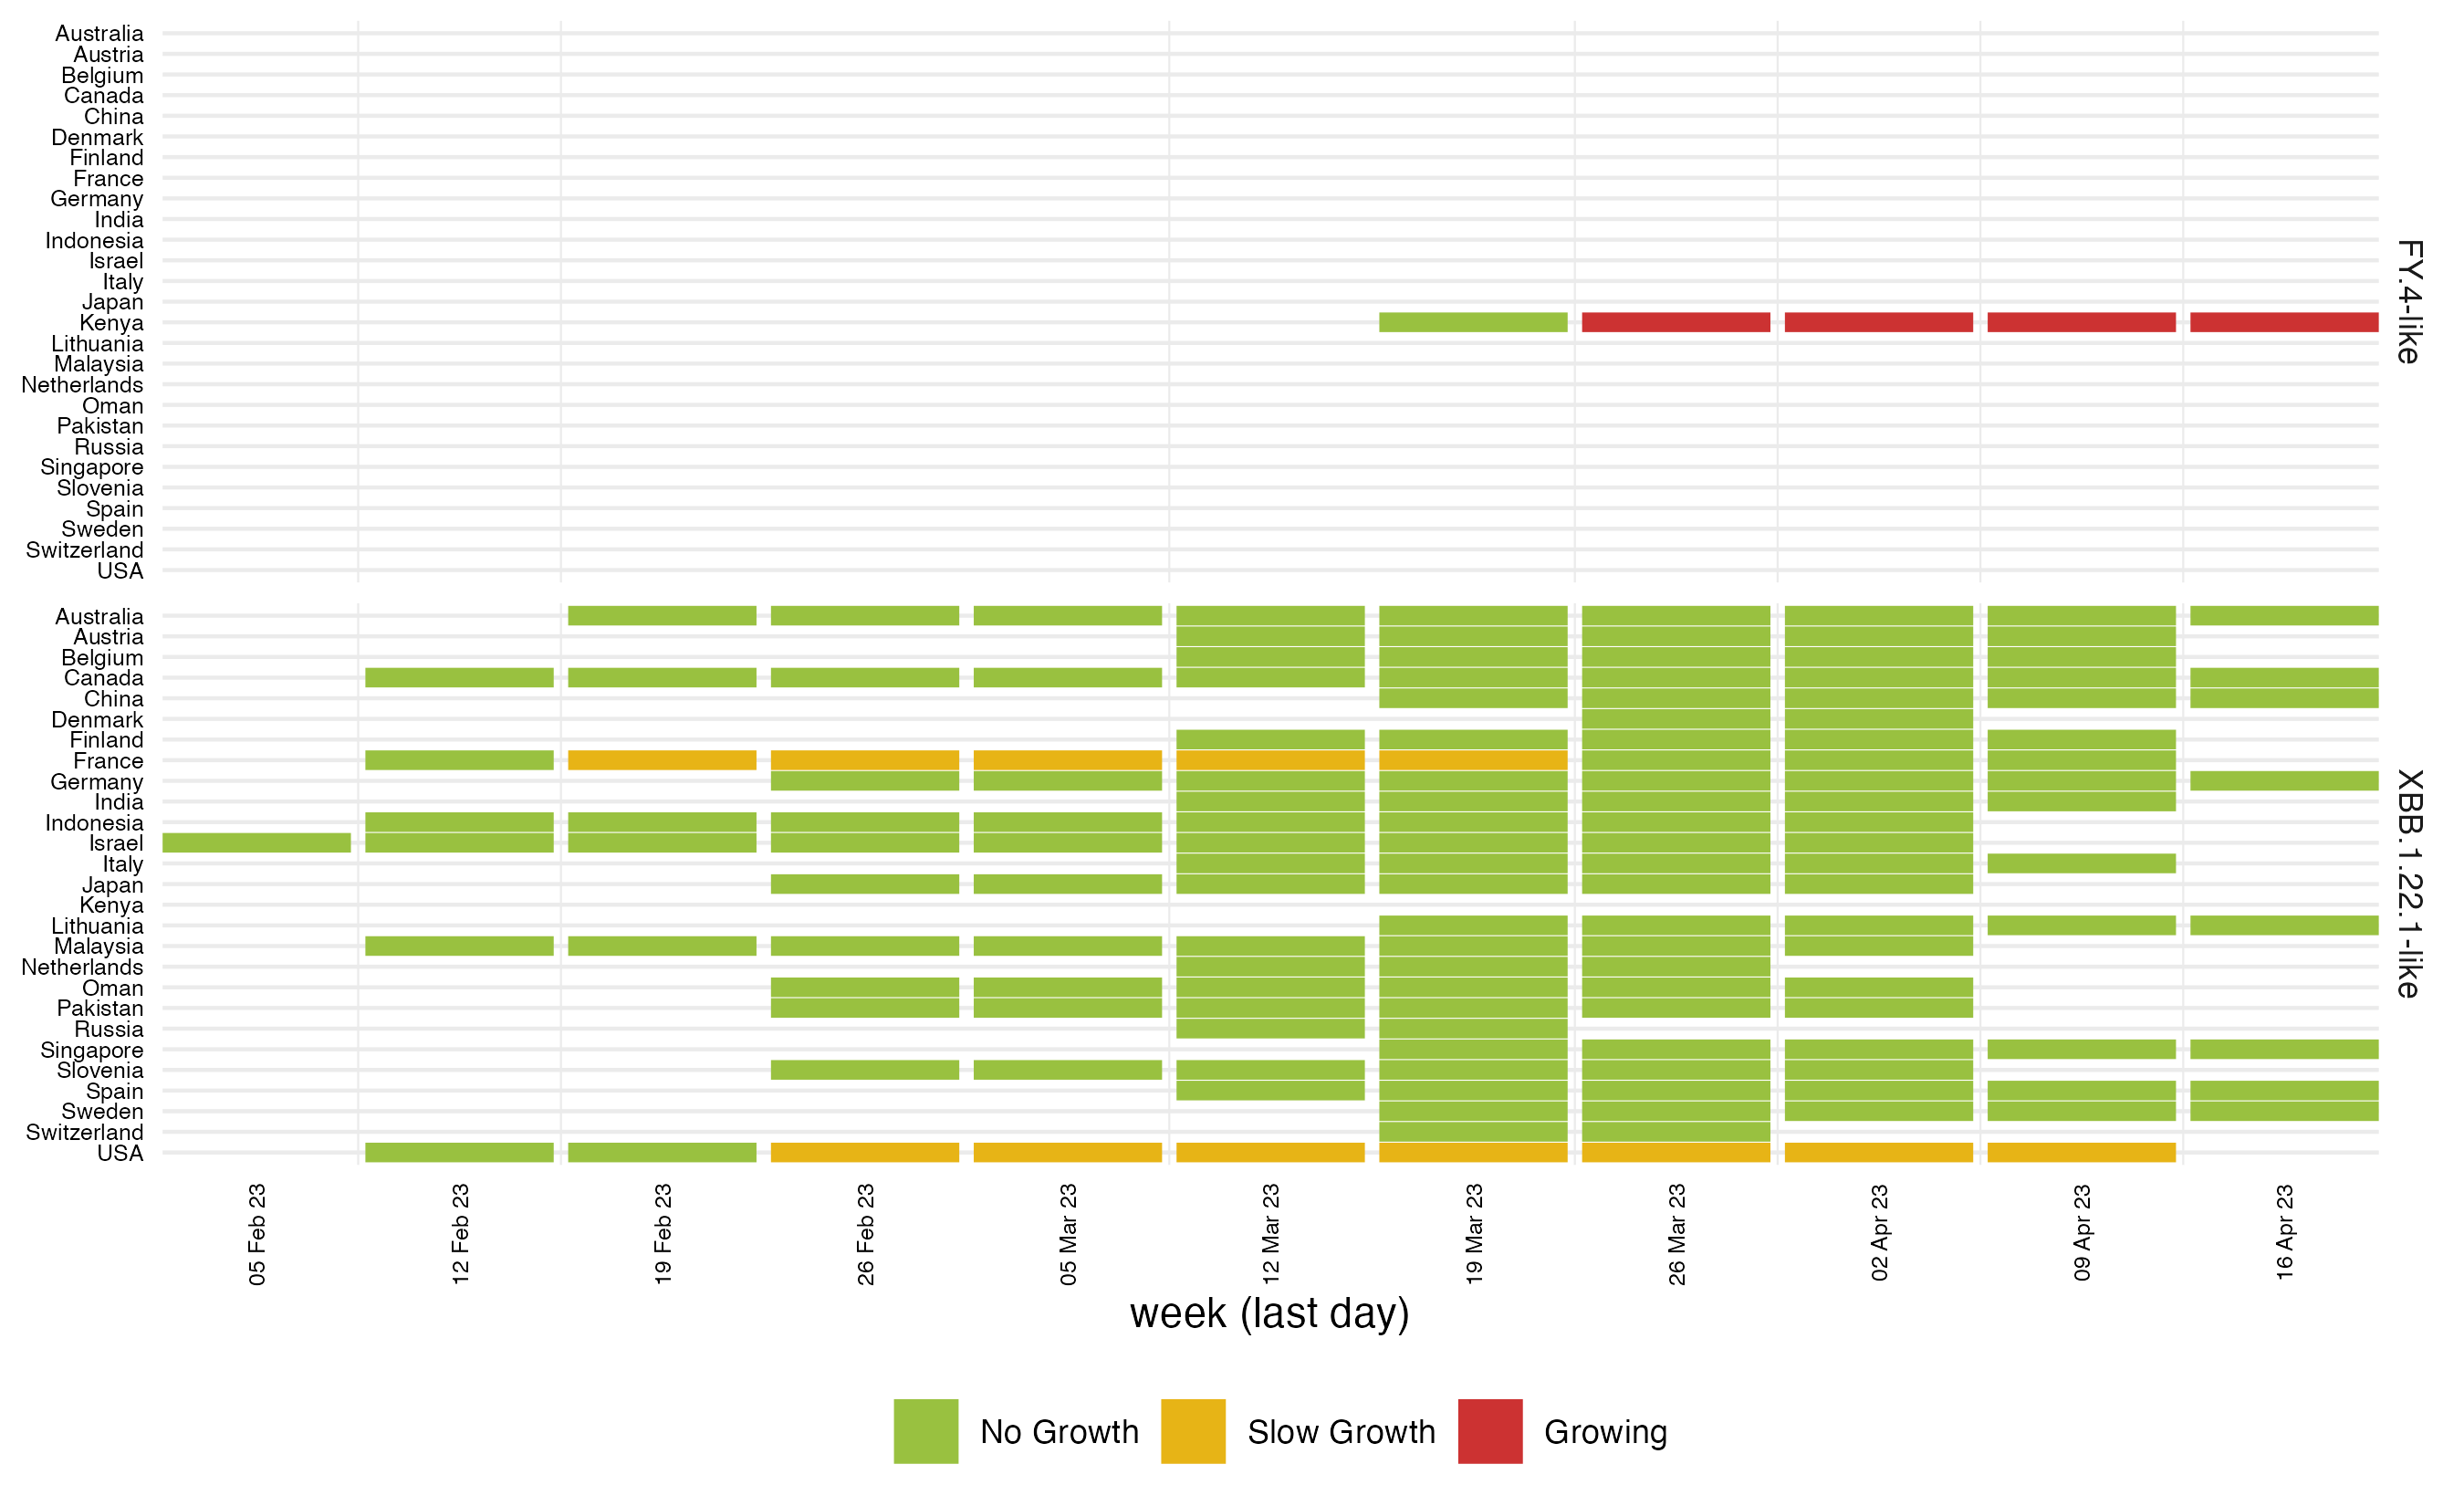 Australia
Austria
Belgium
Canada
China
Denmark
Finland
France
Germany
India
Indonesia
Israel
Italy
Japan
Kenya
Lithuania
Malaysia
Netherlands
Oman
Pakistan
Russia
Singapore
Slovenia
Spain
Sweden
Switzerland
USA
FY.4-like
Australia
Austria
Belgium
Canada
China
Denmark
Finland
France
Germany
India
Indonesia
Israel
Italy
Japan
Kenya
Lithuania
Malaysia
Netherlands
Oman
Pakistan
Russia
Singapore
Slovenia
Spain
Sweden
Switzerland
USA
XBB.1.22.1-like
05 Feb 23
12 Feb 23
19 Feb 23
26 Feb 23
05 Mar 23
12 Mar 23
19 Mar 23
26 Mar 23
02 Apr 23
09 Apr 23
16 Apr 23
week (last day)
No Growth
Slow Growth
Growing